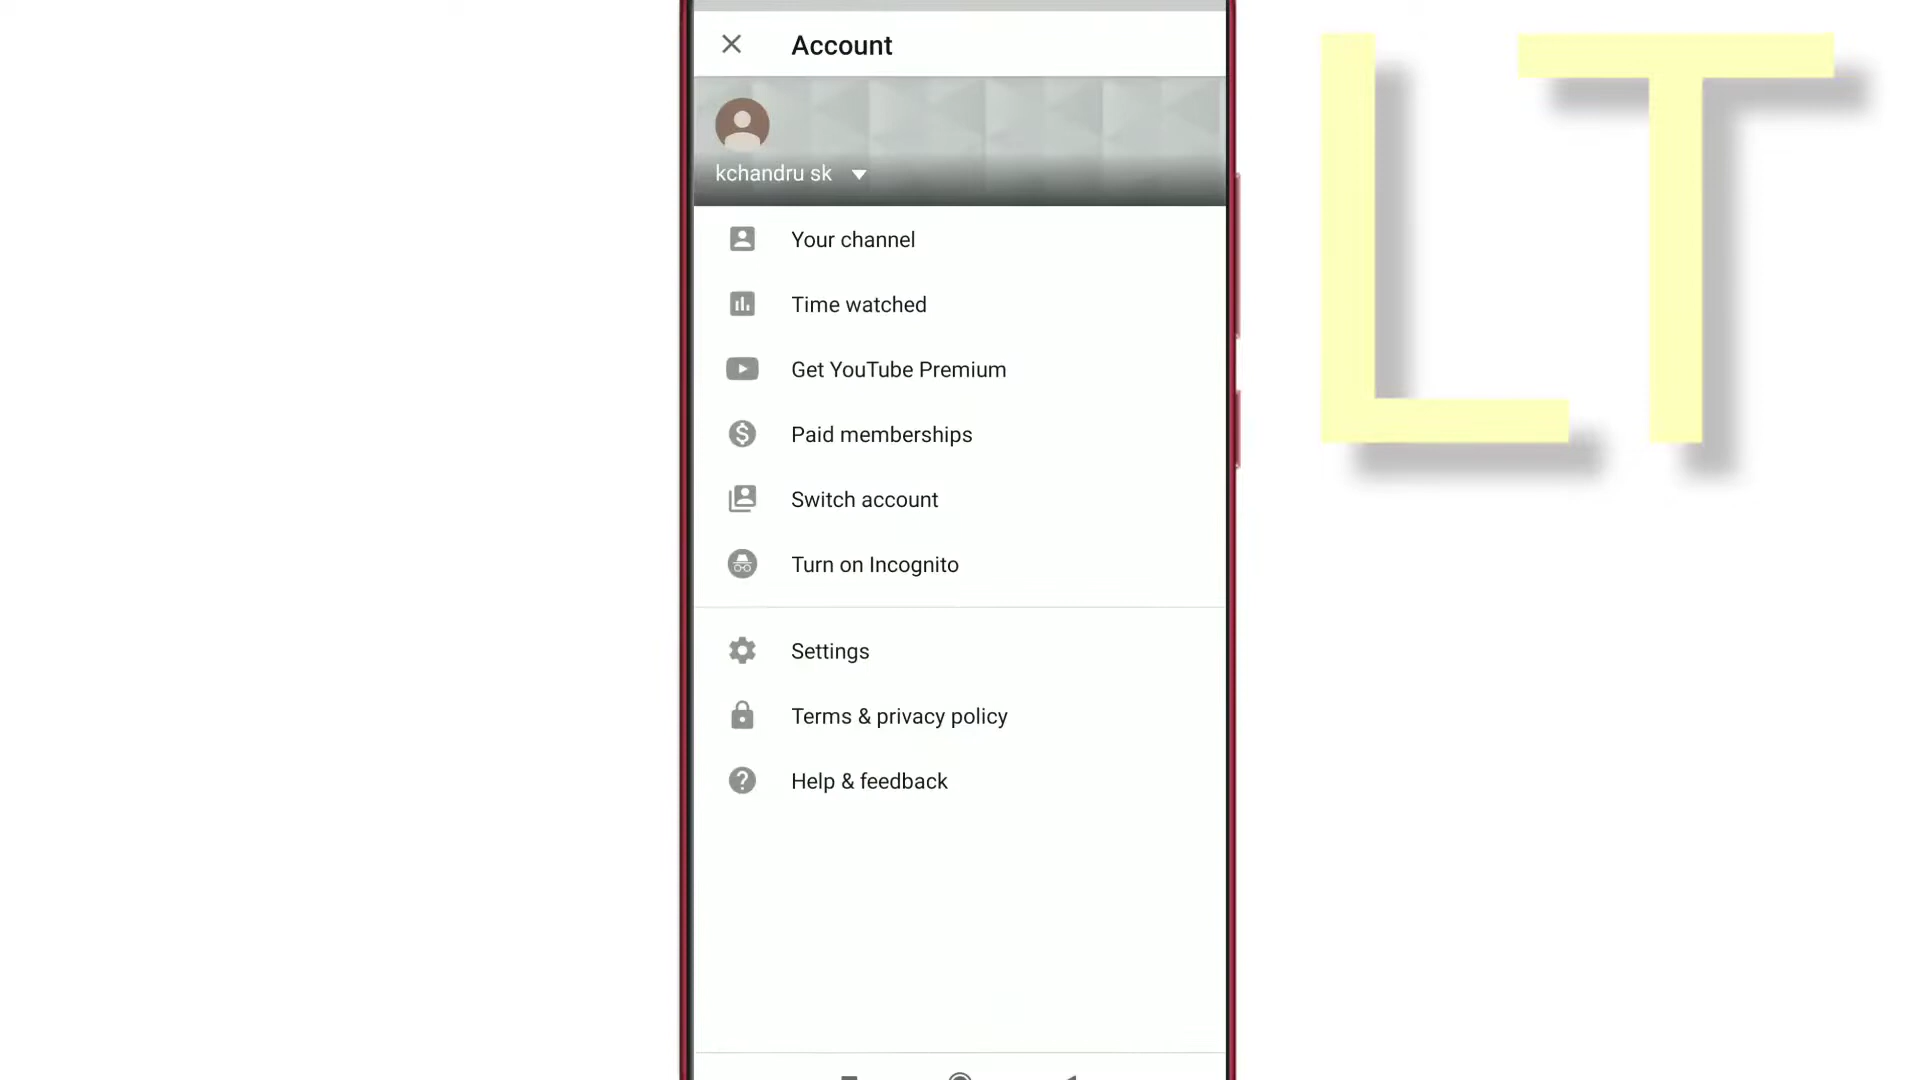 Account
LT
kchandru sk
Your channel
Time watched
Get YouTube Premium
Paid memberships
Switch account
Turn on Incognito
Settings
Terms & privacy policy
Help & feedback